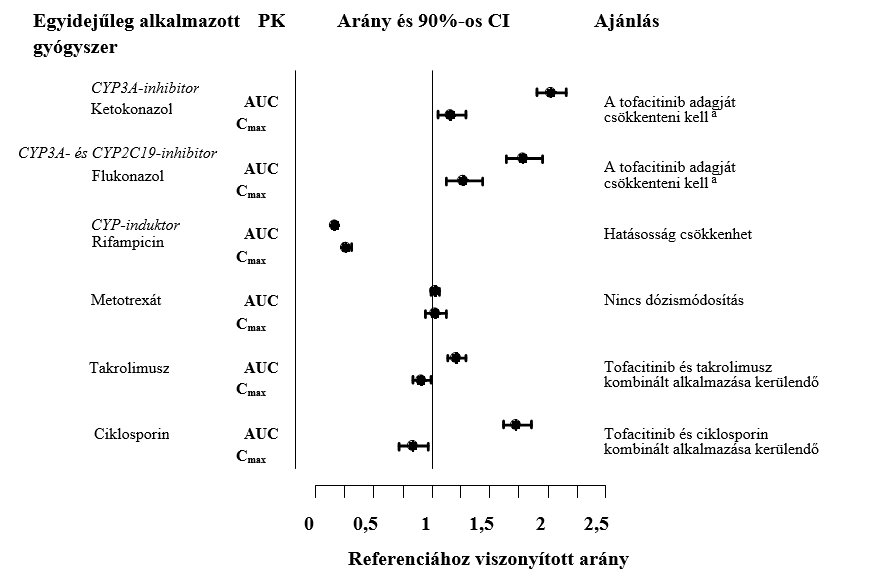 Egyidejűleg alkalmazott gyógyszer PK Arány és 90%-os CI Ajánlás
CYP3A-inhibitor
Ketokonazol
AUC
Cmax
A tofacitinib adagját
csökkenteni kell a
CYP3A- és CYP2C19-inhibitor
Flukonazol
AUC
Cmax
A tofacitinib adagját
csökkenteni kell a
CYP-induktor
Rifampicin
AUC
Cmax
Hatásosság csökkenhet
Metotrexát
AUC
Cmax
Nincs dózismódosítás
Takrolimusz
AUC
Cmax
Tofacitinib és takrolimusz
kombinált alkalmazása kerülendő
Ciklosporin
AUC
Cmax
Tofacitinib és ciklosporin
kombinált alkalmazása kerülendő
0 0,5 1 1,5 2 2,5
Referenciához viszonyított arány